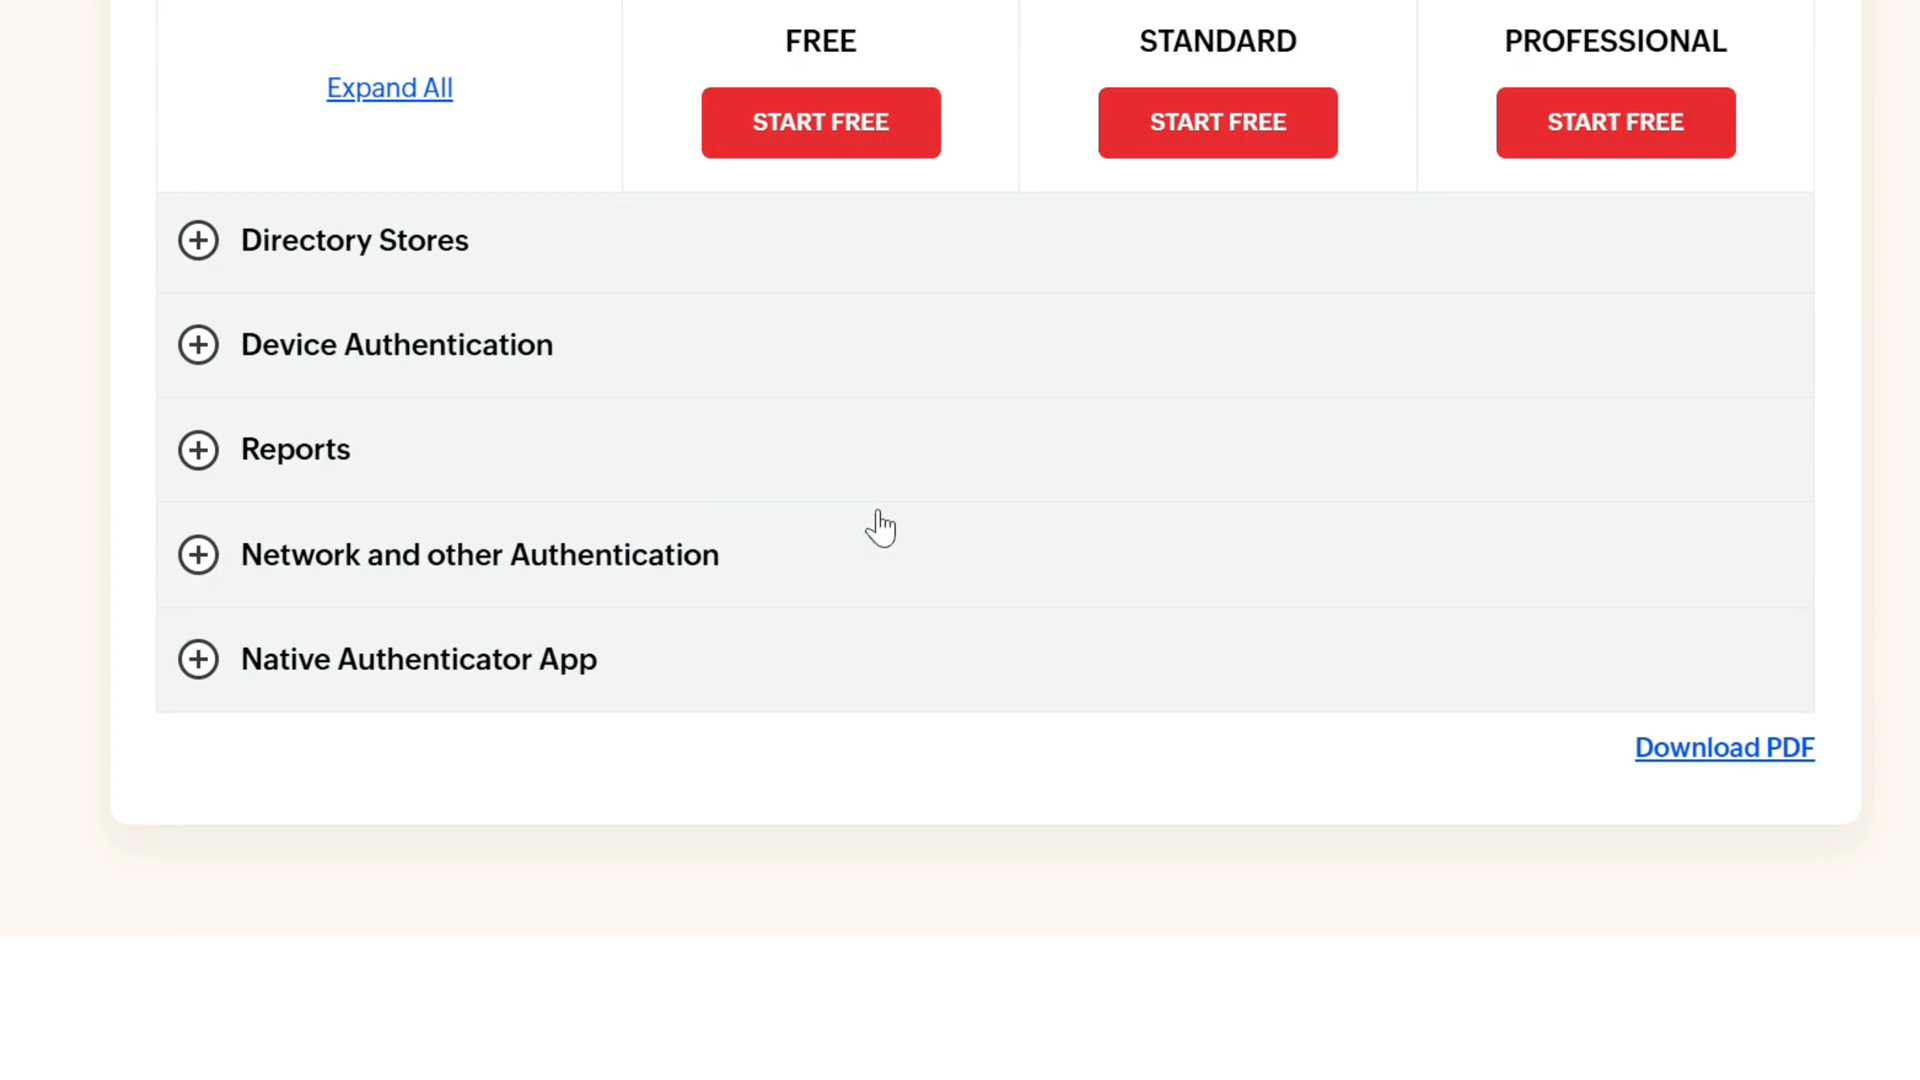 FREE
STANDARD
PROFESSIONAL
Expand All
START FREE
START FREE
START FREE
Directory Stores
Device Authentication
Reports
Network and other Authentication
Native Authenticator App
Download PDF